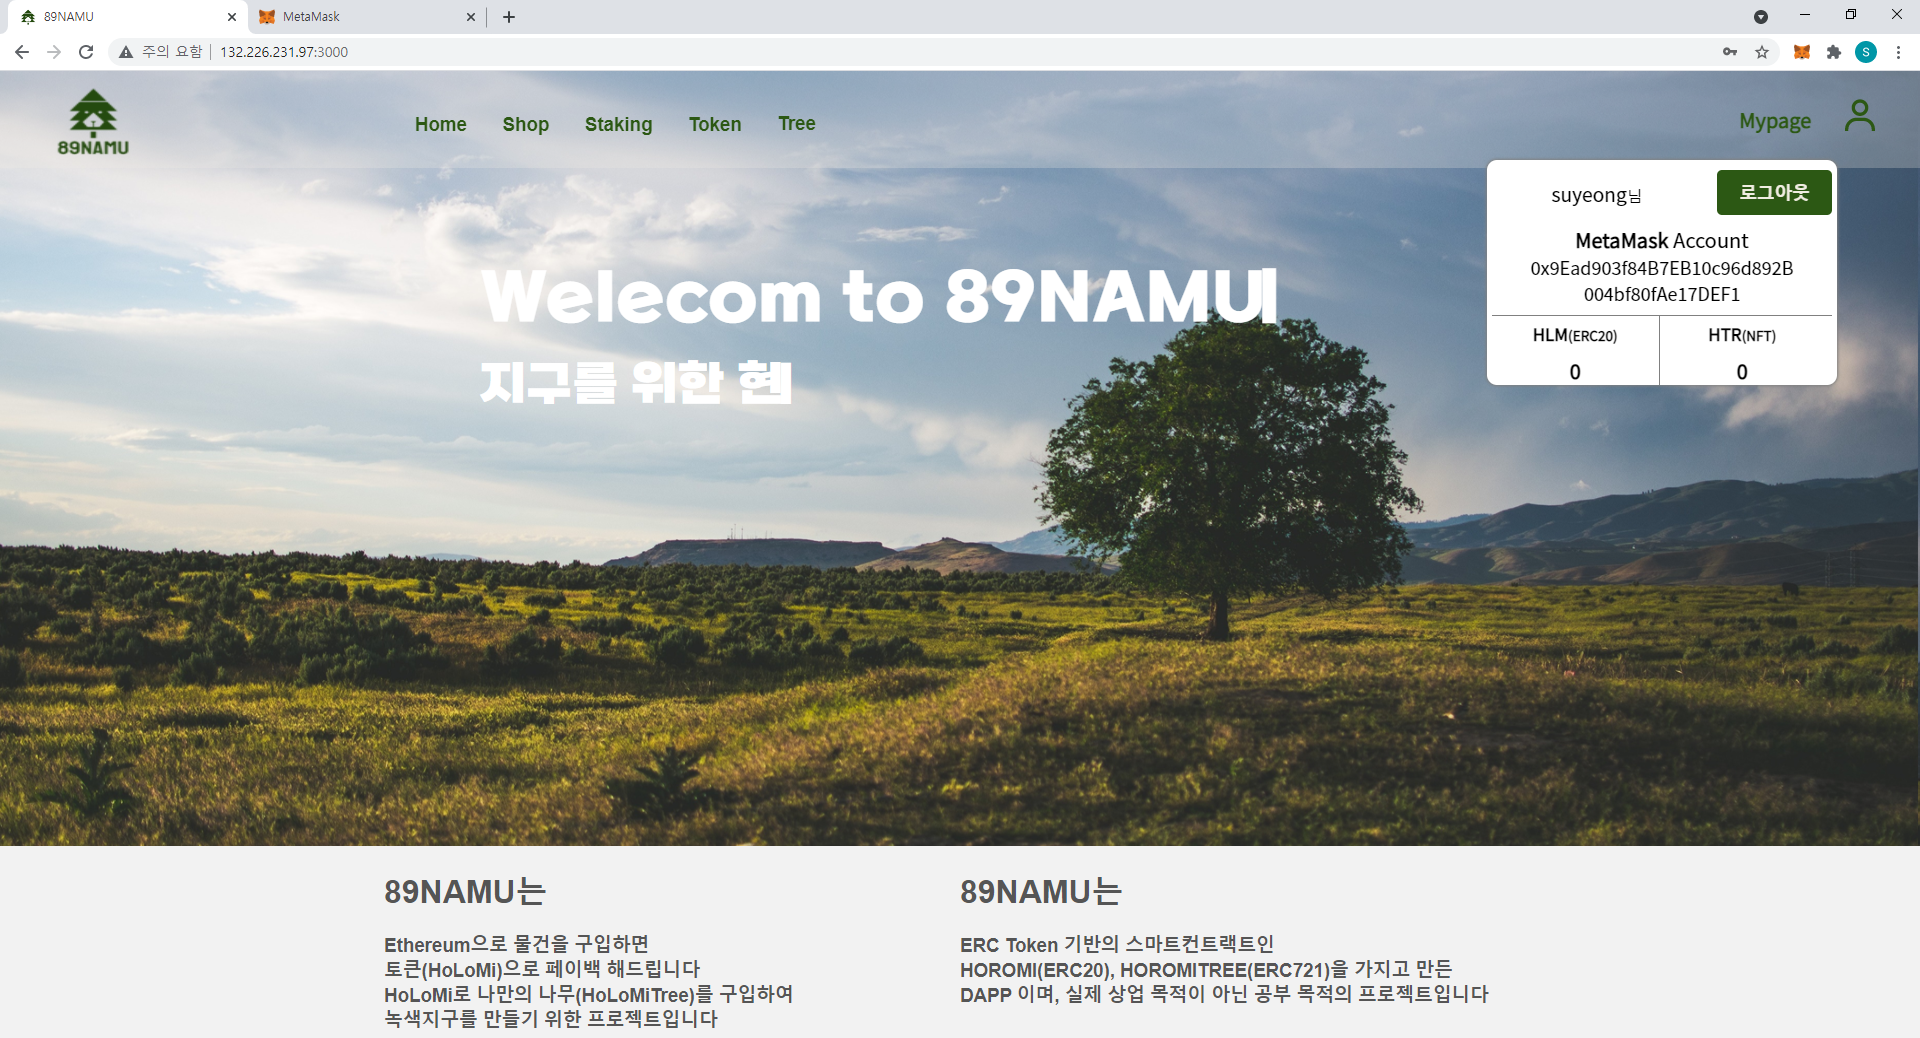 89NAMU
MetaMask
주의 요함
132.226.231.97:3000
S
89NAMU
Home
Shop
Staking
Token
Tree
Mypage
suyeong님
로그아웃
MetaMask Account
0x9Ead903f84B7EB10c96d892B
004bf80fAe17DEF1
HLM(ERC20)
HTR(NFT)
0
0
Welecom to 89NAMU
지구를 위한 현
89NAMU는
Ethereum으로 물건을 구입하면
토큰(HoLoMi)으로 페이백 해드립니다
HoLoMi로 나만의 나무(HoLoMiTree)를 구입하여
녹색지구를 만들기 위한 프로젝트입니다
89NAMU는
ERC Token 기반의 스마트컨트랙트인
HOROMI(ERC20), HOROMITREE(ERC721)을 가지고 만든
DAPP 이며, 실제 상업 목적이 아닌 공부 목적의 프로젝트입니다